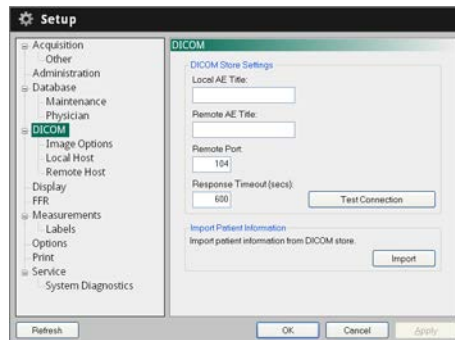 Setup
Acquisition
Other
Administration
Database
Maintenance
Physician
DICOM
Image Options
Local Host
Remote Host
Display
FFR
Measurements
Labels
Options
Print
Service
System Diagnostics
DICOM
DICOM Store Settings
Local AE Title:
Remote AE Title:
Remote Port:
104
Response Timeout (secs):
600
Test Connection
Import Patient Information
Import patient information from DICOM store.
Import
Refresh
OK
Cancel
Apply